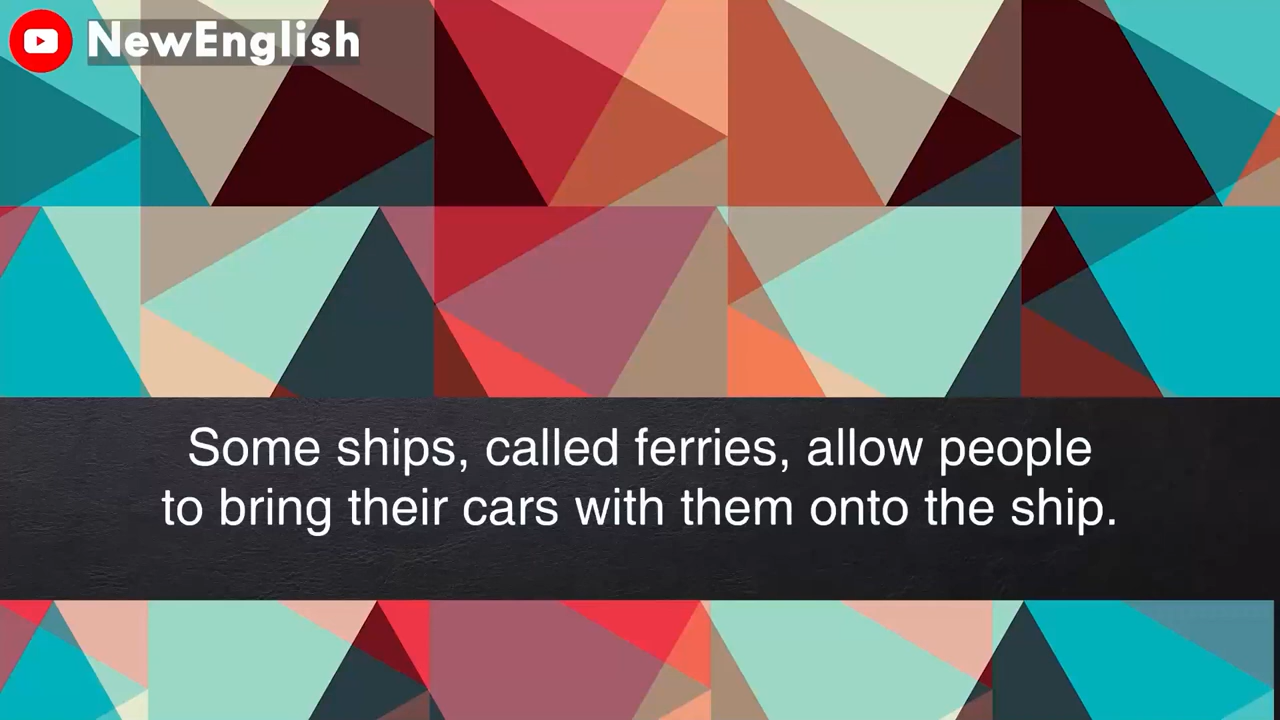 NewEnglish
Some ships, called ferries, allow people
to bring their cars with them onto the ship.